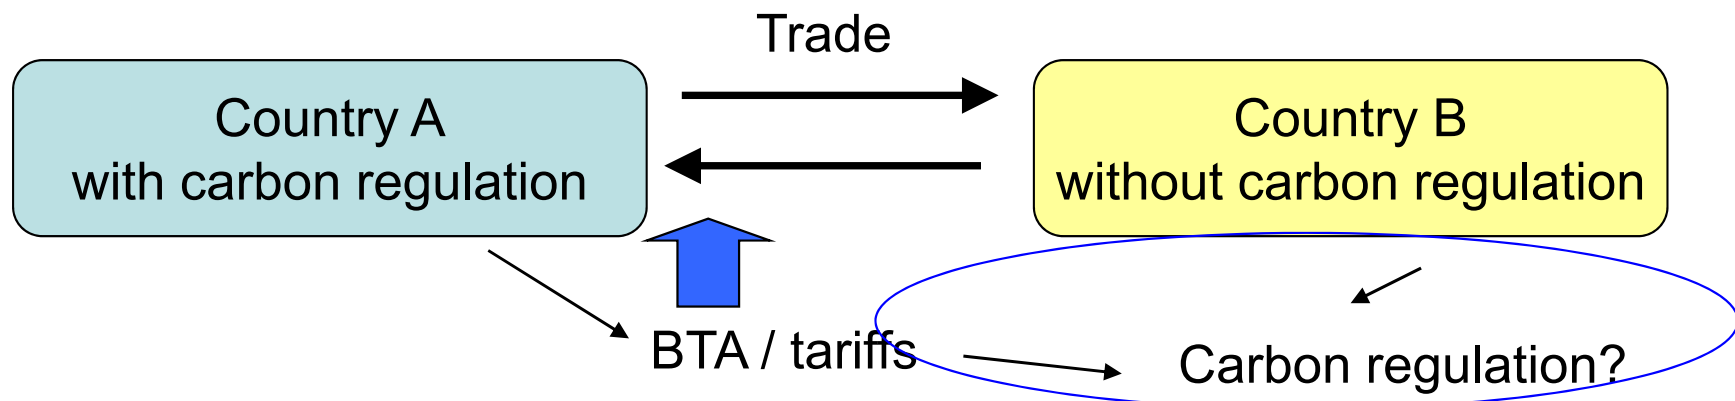 Trade
Country A
with carbon regulation
Country B
without carbon regulation
BTA / tariffs
Carbon regulation?